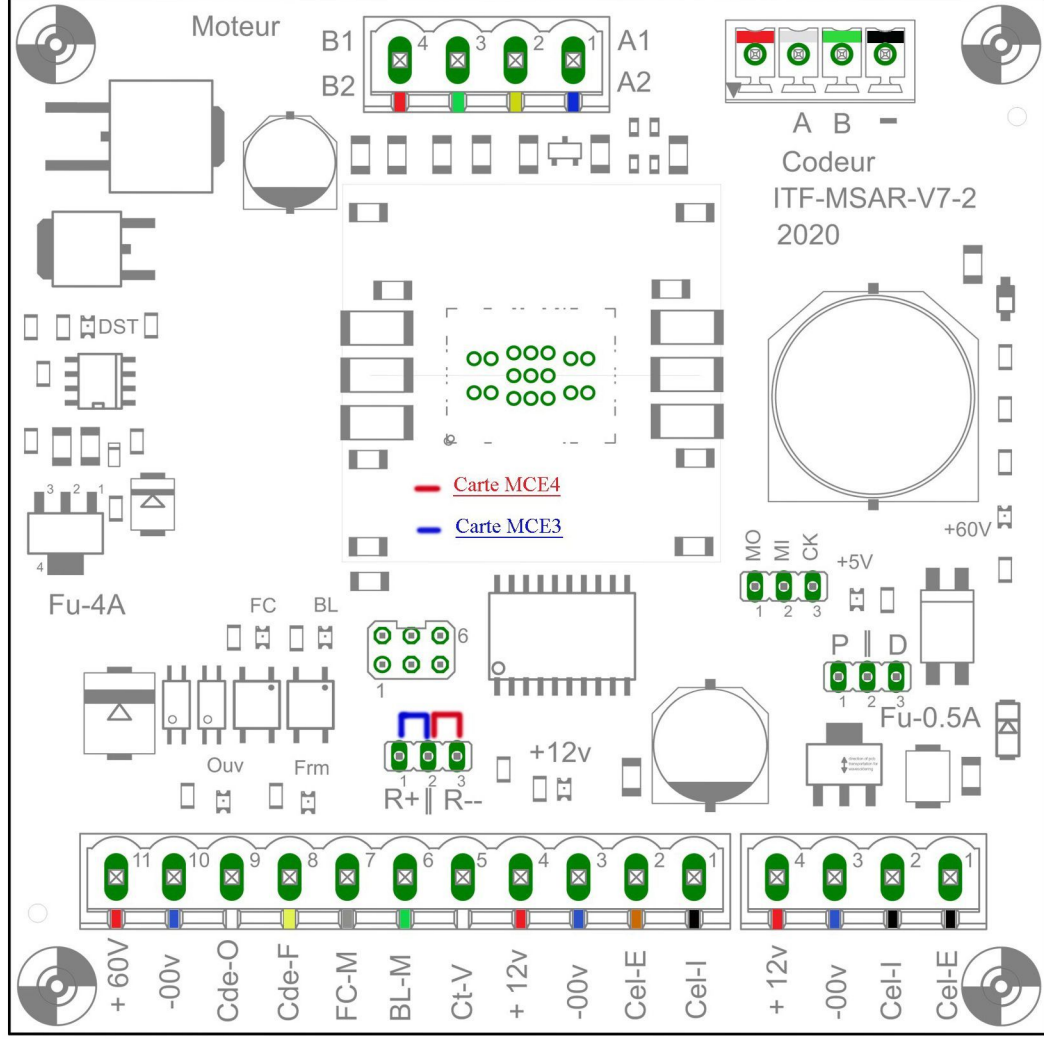 Moteur
B1 4 3 2 1 A1
B2 A2
A B –
Codeur
ITF-MSAR-V7-2
2020
DST
Carte MCE4
Carte MCE3
3 2 1
4
Fu-4A
+60V
MO MI CK
1 2 3
+5V
FC BL
6
1
P || D
1 2 3
Fu-0.5A
Ouv Frm
1 2 3
R+ || R--
+12v
11 10 9 8 7 6 5 4 3 2 1
+ 60V
-00v
Cde-O
Cde-F
FC-M
BL-M
Ct-V
+ 12v
-00v
Cel-E
Cel-I
4 3 2 1
+ 12v
-00v
Cel-I
Cel-E